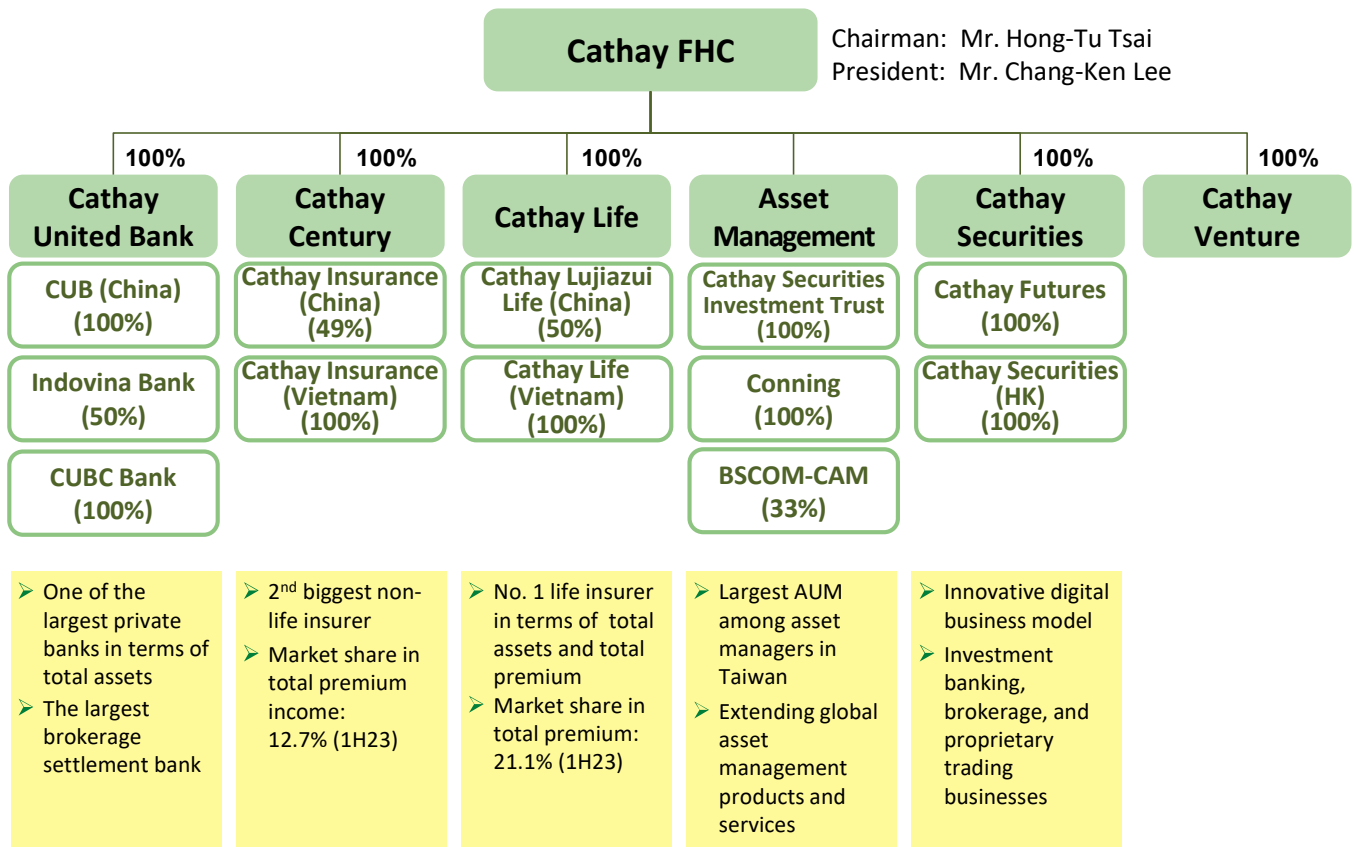 Cathay FHC
Chairman: Mr. Hong-Tu Tsai
President: Mr. Chang-Ken Lee
100%
100%
100%
100%
100%
Cathay
United Bank
Cathay
Century
Cathay Life
Asset
Management
Cathay
Securities
Cathay
Venture
CUB (China)
(100%)
Indovina Bank
(50%)
CUBC Bank
(100%)
Cathay Insurance
(China)
(49%)
Cathay Insurance
(Vietnam)
(100%)
Cathay Lujiazui
Life (China)
(50%)
Cathay Life
(Vietnam)
(100%)
Cathay Securities
Investment Trust
(100%)
Conning
(100%)
BSCOM-CAM
(33%)
Cathay Futures
(100%)
Cathay Securities
(HK)
(100%)
➢ One of the
largest private
banks in terms of
total assets
➢ The largest
brokerage
settlement bank
➢ 2nd biggest non-
life insurer
➢ Market share in
total premium
income:
12.7% (1H23)
➢ No. 1 life insurer
in terms of total
assets and total
premium
➢ Market share in
total premium:
21.1% (1H23)
➢ Largest AUM
among asset
managers in
Taiwan
➢ Extending global
asset
management
products and
services
➢ Innovative digital
business model
➢ Investment
banking,
brokerage, and
proprietary
trading
businesses